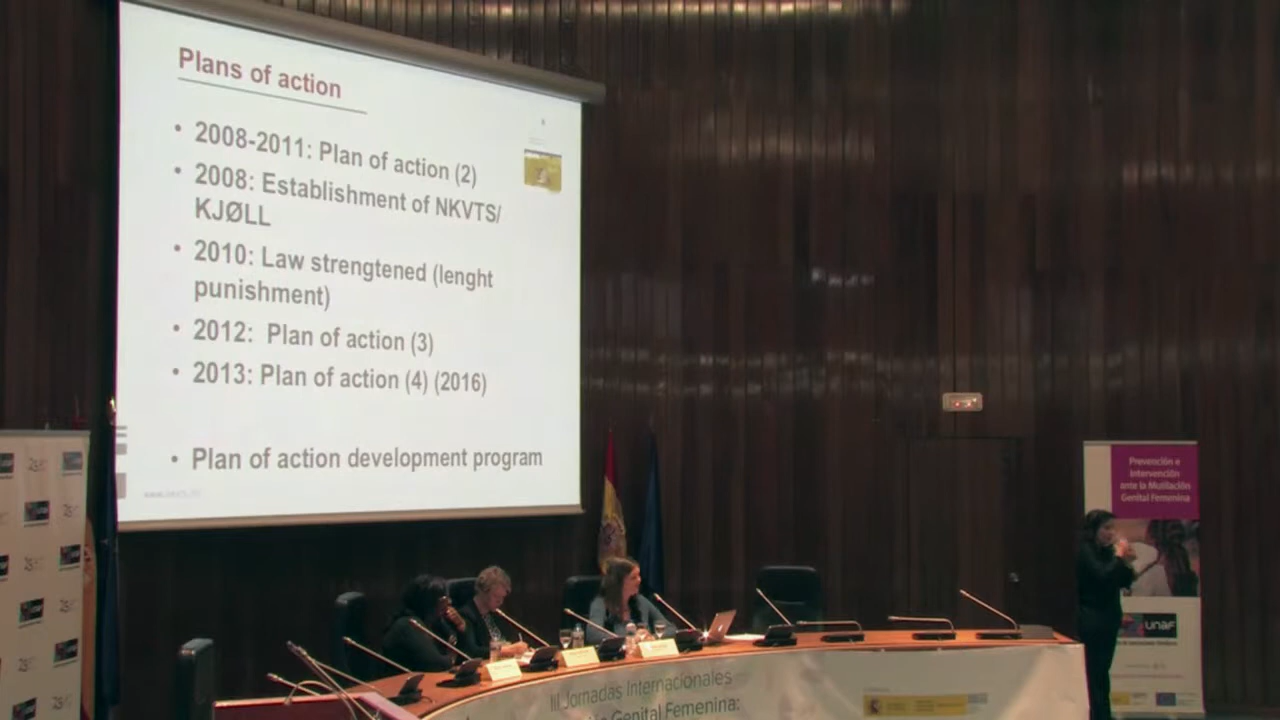 Plans of action
• 2008-2011: Plan of action (2)
• 2008: Establishment of NKVTS/
KJØLL
• 2010: Law strengtened (lenght
punishment)
• 2012: Plan of action (3)
• 2013: Plan of action (4) (2016)
• Plan of action development program
Prevención e
Intervención
ante la Mutilación
Genital Femenina
unaf
III Jornadas Internacionales
Genital Femenina: